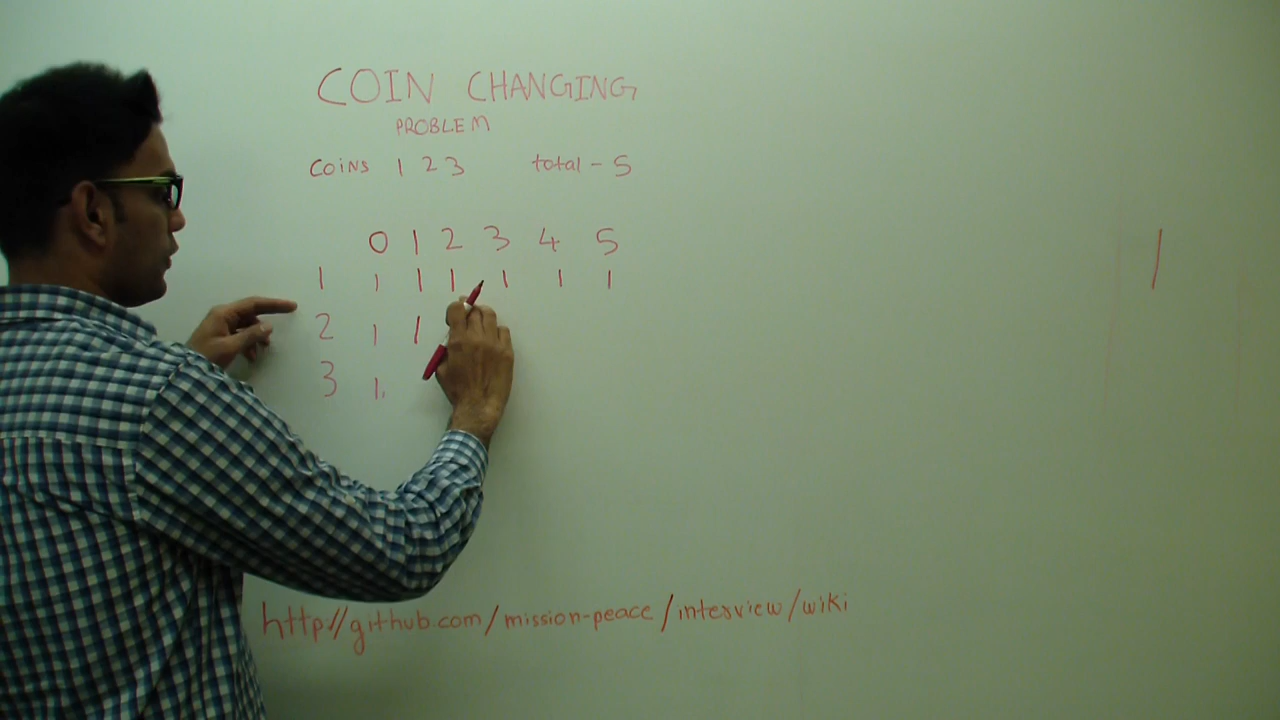 COIN CHANGING
PROBLEM
Coins 1 2 3 total - 5
0 1 2 3 4 5
1 1 1 1 1 1 1
2 1 1
3 1
http://github.com/mission-peace/interview/wiki